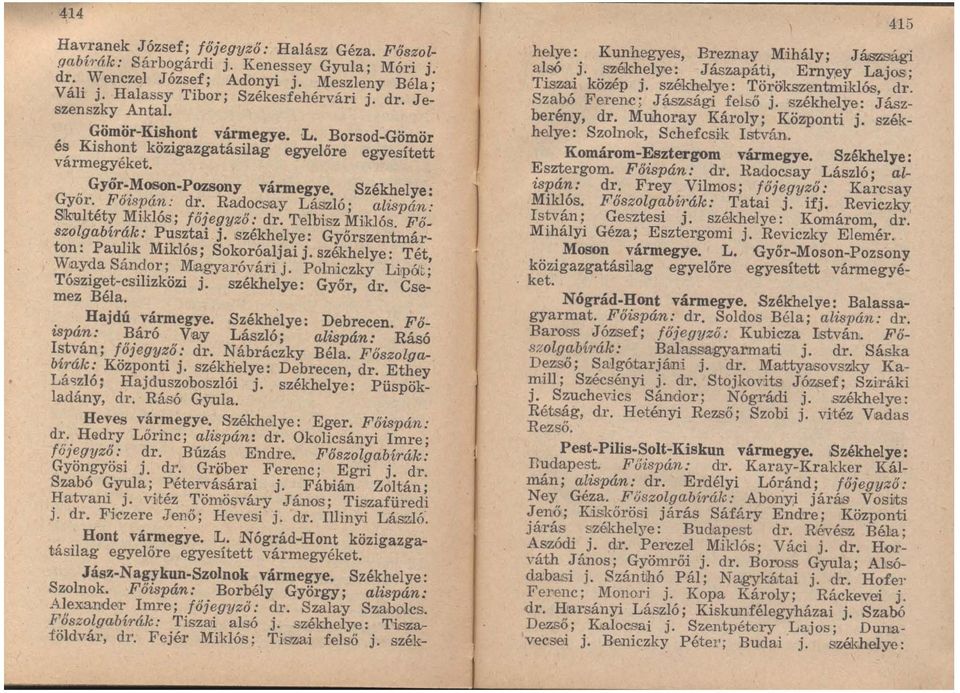 414
Havranek József; főjegyző: Halász Géza. Főszol-
gabírák: Sárbogárdi j. Kenessey Gyula; Móri j.
dr. Wenczel József; Adonyi j. Meszleny Béla;
Váli j. Halassy Tibor; Székesfehérvári j. dr. Je-
szenszky Antal.
Gömör-Kishont vármegye. L. Borsod-Gömör
és Kishont közigazgatásilag egyelőre egyesített
vármegyéket.
Győr-Moson-Pozsony vármegye. Székhelye:
Győr. Főispán: dr. Radocsay László; alispán:
Skultéty Miklós; főjegyző: dr. Telbisz Miklós. Fő-
szolgabírák: Pusztai j. székhelye: Győrszentmár-
ton: Paulik Miklós; Sokoróaljai j. székhelye: Tét,
Wayda Sándor; Magyaróvári j. Polniczky Lipót;
Tósziget-csilizközi j. székhelye: Győr, dr. Cse-
mez Béla.
Hajdú vármegye. Székhelye: Debrecen. Fő-
ispán: Báró Vay László; alispán: Rásó
István; főjegyző: dr. Nábráczky Béla. Főszolga-
bírák: Központi j. székhelye: Debrecen, dr. Ethey
László; Hajduszoboszlói j. székhelye: Püspök-
ladány, dr. Rásó Gyula.
Heves vármegye. Székhelye: Eger. Főispán:
dr. Hedry Lőrinc; alispán: dr. Okolicsányi Imre;
főjegyző: dr. Búzás Endre. Főszolgabírák:
Gyöngyösi j. dr. Gröber Ferenc; Egri j. dr.
Szabó Gyula; Pétervásárai j. Fábián Zoltán;
Hatvani j. vitéz Tömösváry János; Tiszafüredi
j. dr. Ficzere Jenő; Hevesi j. dr. Illinyi László.
Hont vármegye. L. Nógrád-Hont közigazga-
tásilag egyelőre egyesített vármegyéket.
Jász-Nagykun-Szolnok vármegye. Székhelye:
Szolnok. Főispán: Borbély György; alispán:
Alexander Imre; főjegyző: dr. Szalay Szabolcs.
Főszolgabírák: Tiszai alsó j. székhelye: Tisza-
földvár, dr. Fejér Miklós; Tiszai felső j. szék-
415
helye: Kunhegyes, Breznay Mihály; Jászsági
alsó j. székhelye: Jászapáti, Ernyey Lajos;
Tiszai közép j. székhelye: Törökszentmiklós, dr.
Szabó Ferenc; Jászsági felső j. székhelye: Jász-
berény, dr. Muhoray Károly; Központi j. szék-
helye: Szolnok, Schefcsik István.
Komárom-Esztergom vármegye. Székhelye:
Esztergom. Főispán: dr. Radocsay László; al-
ispán: dr. Frey Vilmos; főjegyző: Karcsay
Miklós. Főszolgabírák: Tatai j. ifj. Reviczky
István; Gesztesi j. székhelye: Komárom, dr.
Mihályi Géza; Esztergomi j. Reviczky Elemér.
Moson vármegye. L. Győr-Moson-Pozsony
közigazgatásilag egyelőre egyesített vármegyé-
ket.
Nógrád-Hont vármegye. Székhelye: Balassa-
gyarmat. Főispán: dr. Soldos Béla; alispán: dr.
Baross József; főjegyző: Kubicza István. Fő-
szolgabírák: Balassagyarmati j. dr. Sáska
Dezső; Salgótarjáni j. dr. Mattyasovszky Ka-
mill; Szécsényi j. dr. Stojkovits József; Sziráki
j. Szuchevics Sándor; Nógrádi j. székhelye:
Rétság, dr. Hetényi Rezső; Szobi j. vitéz Vadas
Rezső.
Pest-Pilis-Solt-Kiskun vármegye. Székhelye:
Budapest. Főispán: dr. Karay-Krakker Kál-
mán; alispán: dr. Erdélyi Lóránd; főjegyző:
Ney Géza. Főszolgabírák: Abonyi járás Vosits
Jenő; Kiskőrösi járás Sáfáry Endre; Központi
járás székhelye: Budapest dr. Révész Béla;
Aszódi j. dr. Perczel Miklós; Váci j. dr. Hor-
váth János; Gyömrői j. dr. Boross Gyula; Alsó-
dabasi j. Szánthó Pál; Nagykátai j. dr. Hofer
Ferenc; Monori j. Kopa Károly; Ráckevei j.
dr. Harsányi László; Kiskunfélegyházai j. Szabó
Dezső; Kalocsai j. Szentpétery Lajos; Duna-
vecsei j. Beniczky Péter; Budai j. székhelye: